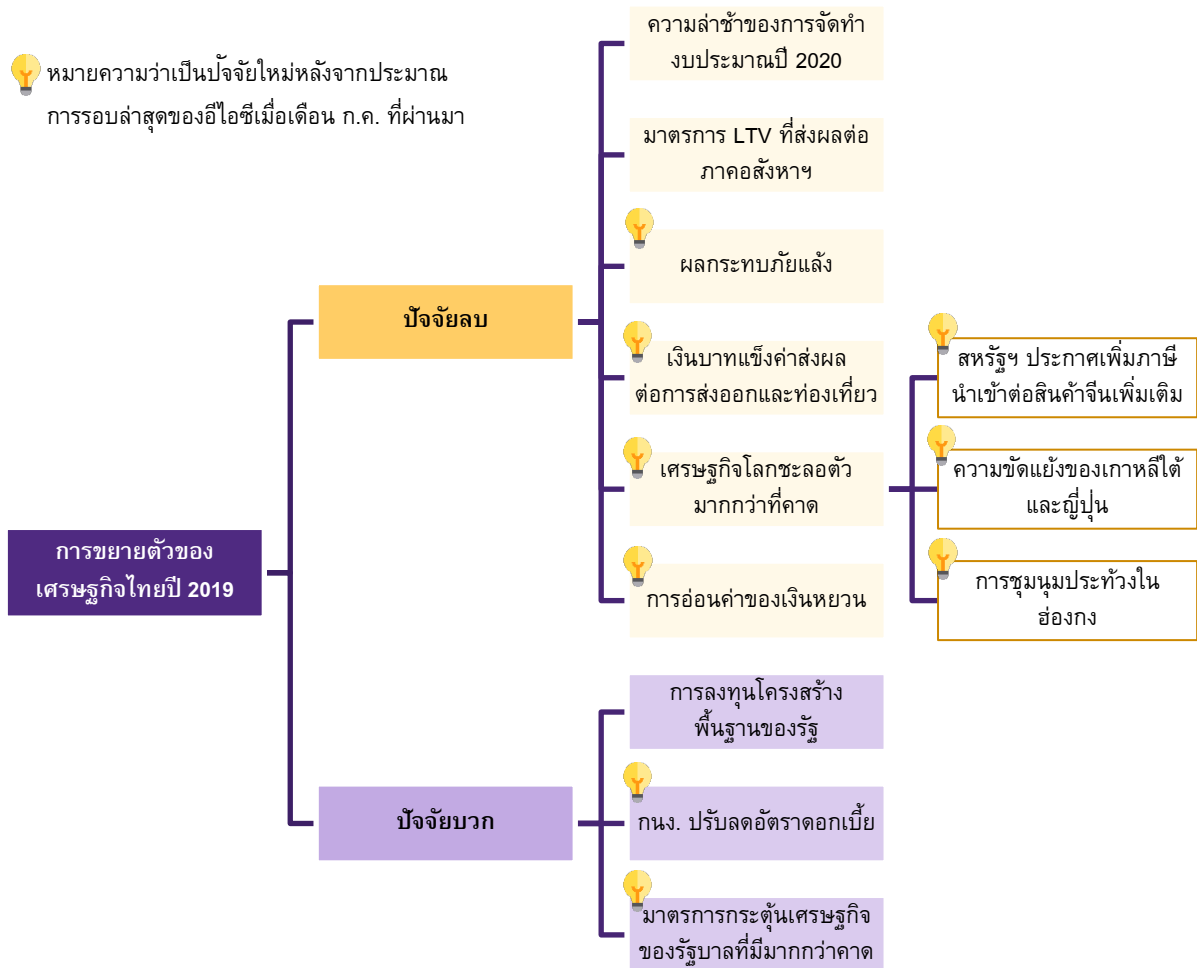 หมายความว่าเป็นปัจจัยใหม่หลังจากประมาณ
การรอบล่าสุดของอีไอซีเมื่อเดือน ก.ค. ที่ผ่านมา
การขยายตัวของ
เศรษฐกิจไทยปี 2019
ปัจจัยลบ
ความล่าช้าของการจัดทำ
งบประมาณปี 2020
มาตรการ LTV ที่ส่งผลต่อ
ภาคอสังหาฯ
ผลกระทบภัยแล้ง
เงินบาทแข็งค่าส่งผล
ต่อการส่งออกและท่องเที่ยว
เศรษฐกิจโลกชะลอตัว
มากกว่าที่คาด
สหรัฐฯ ประกาศเพิ่มภาษี
นำเข้าต่อสินค้าจีนเพิ่มเติม
ความขัดแย้งของเกาหลีใต้
และญี่ปุ่น
การชุมนุมประท้วงใน
ฮ่องกง
การอ่อนค่าของเงินหยวน
ปัจจัยบวก
การลงทุนโครงสร้าง
พื้นฐานของรัฐ
กนง. ปรับลดอัตราดอกเบี้ย
มาตรการกระตุ้นเศรษฐกิจ
ของรัฐบาลที่มีมากกว่าคาด